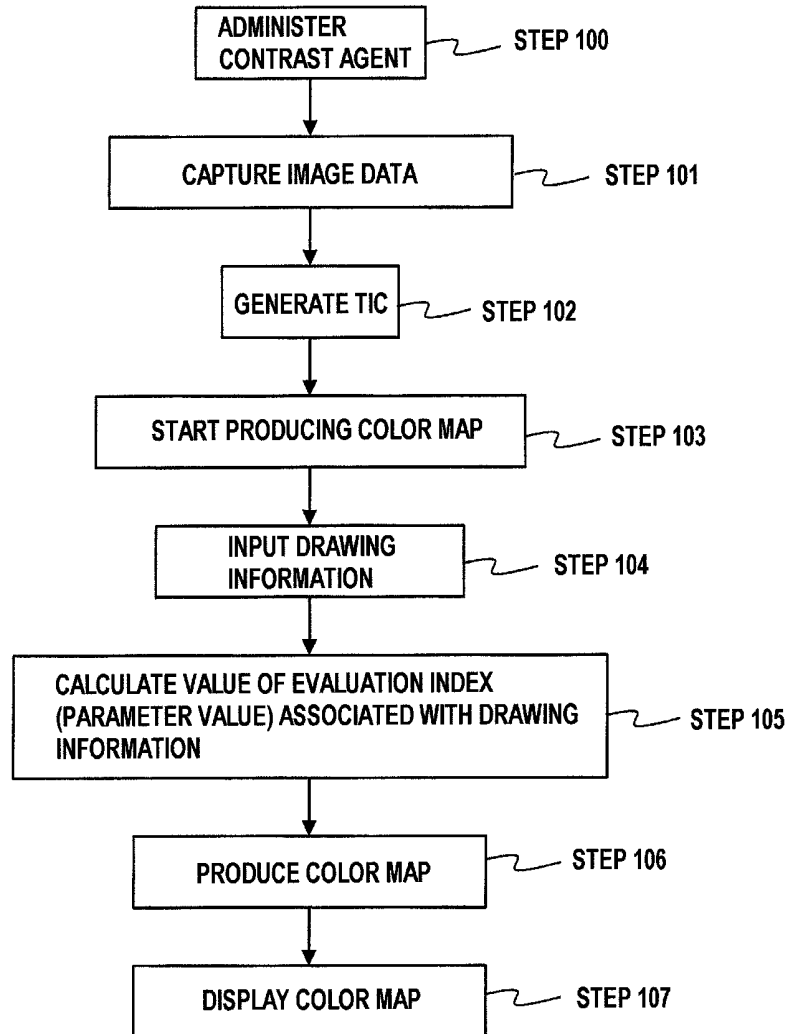 ADMINISTER
CONTRAST AGENT
STEP 100
CAPTURE IMAGE DATA
STEP 101
GENERATE TIC
STEP 102
START PRODUCING COLOR MAP
STEP 103
INPUT DRAWING
INFORMATION
STEP 104
CALCULATE VALUE OF EVALUATION INDEX
(PARAMETER VALUE) ASSOCIATED WITH DRAWING
INFORMATION
STEP 105
PRODUCE COLOR MAP
STEP 106
DISPLAY COLOR MAP
STEP 107